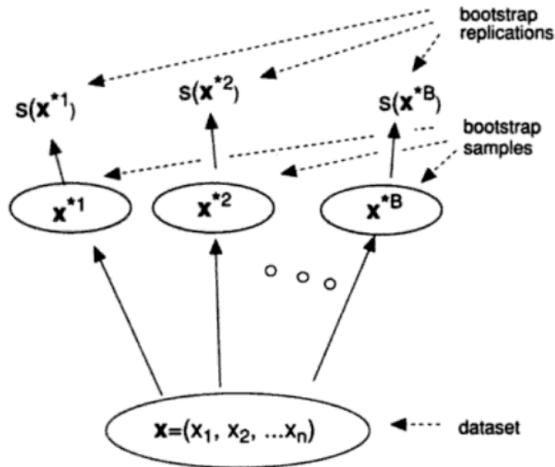 bootstrap
replications
s(x*1) s(x*2) s(x*B)
bootstrap
samples
x*1 x*2 x*B
x=(x1, x2, ...xn)
dataset